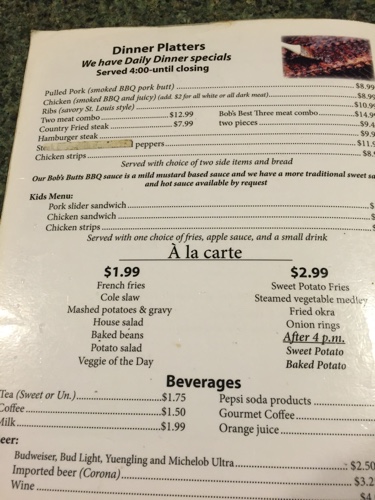 Dinner Platters
We have Daily Dinner specials
Served 4:00-until closing
Pulled Pork (smoked BBQ pork butt) $8.99
Chicken (smoked BBQ and juicy) (add. $2 for all white or all dark meat) $8.99
Ribs (savory St. Louis style) $10.9
Two meat combo $12.99 Bob's Best Three meat combo $14.9
Country Fried steak $7.99 two pieces $9.4
Hamburger steak $9.9
peppers $11.
Chicken strips $8.
Served with choice of two side items and bread
Our Bob's Butts BBQ sauce is a mild mustard based sauce and we have a more traditional sweet
and hot sauce available by request
Kids Menu:
Pork slider sandwich $
Chicken sandwich $
Chicken strips $
Served with one choice of fries, apple sauce, and a small drink
À la carte
$1.99
French fries
Cole slaw
Mashed potatoes & gravy
House salad
Baked beans
Potato salad
Veggie of the Day
$2.99
Sweet Potato Fries
Steamed vegetable medley
Fried okra
Onion rings
After 4 p.m.
Sweet Potato
Baked Potato
Beverages
Tea (Sweet or Un.) $1.75
Coffee $1.50
Milk $1.99
Pepsi soda products
Gourmet Coffee
Orange juice
eer:
Budweiser, Bud Light, Yuengling and Michelob Ultra $2.50
Imported beer (Corona) $3.2
Wine